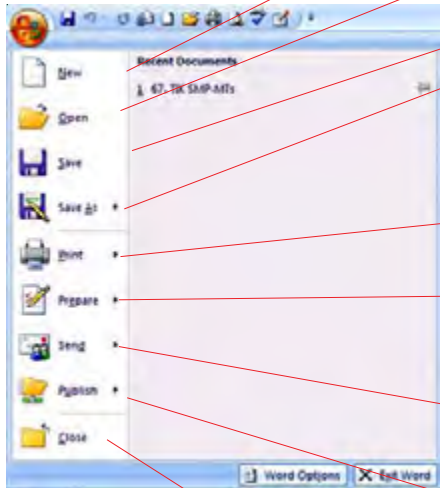 New
Recent Documents
1 67. TIK SMP-MTs
Open
Save
Save As
Print
Prepare
Send
Publish
Close
Word Options
Exit Word